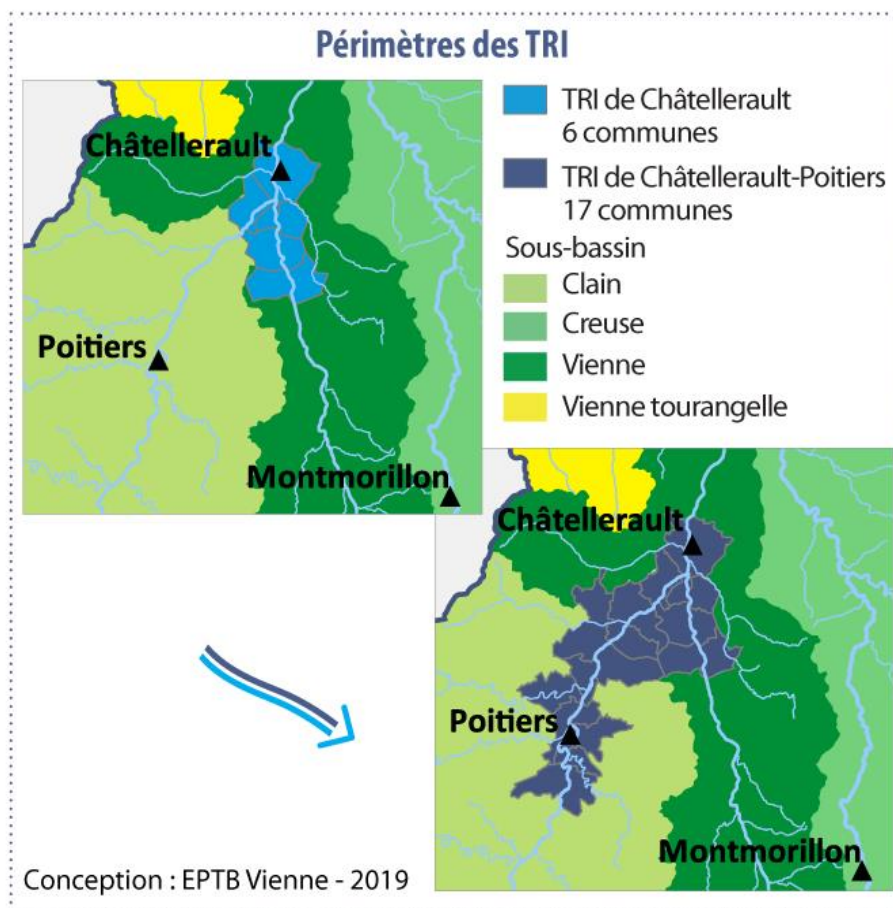 Périmètres des TRI
Châtellerault
Poitiers
Montmorillon
TRI de Châtellerault
6 communes
TRI de Châtellerault-Poitiers
17 communes
Sous-bassin
Clain
Creuse
Vienne
Vienne tourangelle
Châtellerault
Poitiers
Montmorillon
Conception : EPTB Vienne - 2019